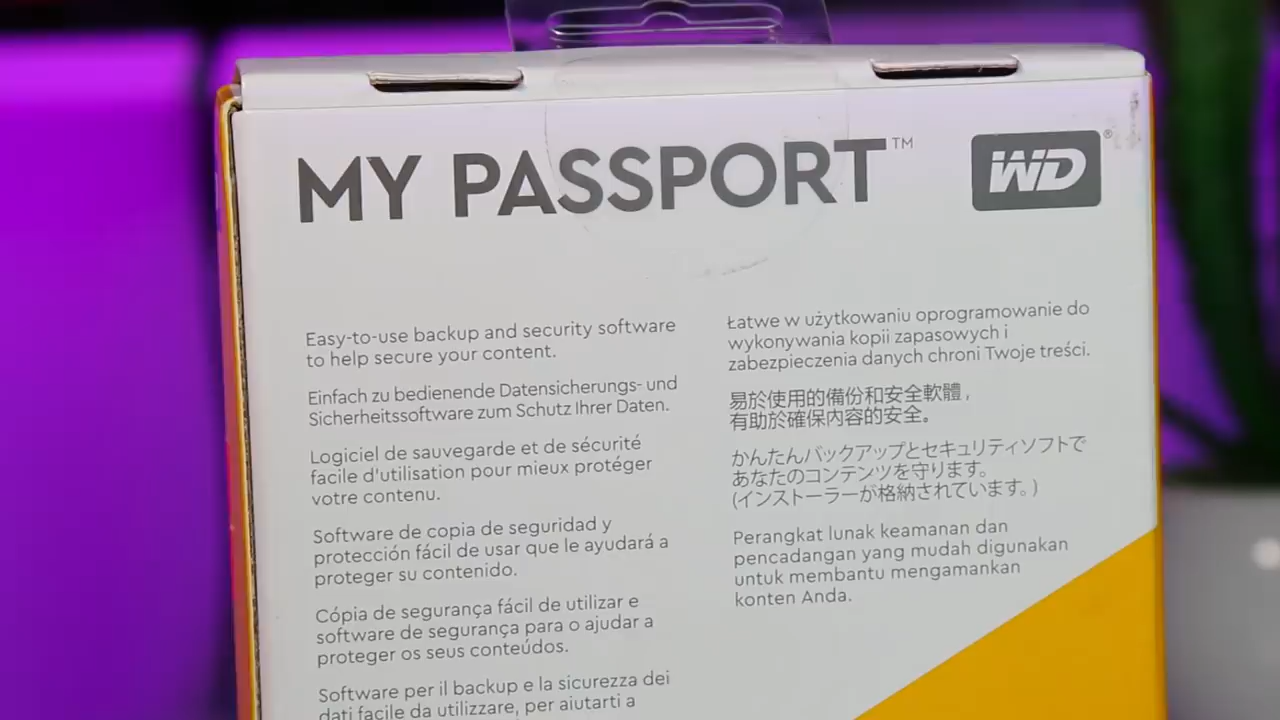 MY PASSPORT™
WD®
Easy-to-use backup and security software
to help secure your content.
Einfach zu bedienende Datensicherungs- und
Sicherheitssoftware zum Schutz Ihrer Daten.
Logiciel de sauvegarde et de sécurité
facile d'utilisation pour mieux protéger
votre contenu.
Software de copia de seguridad y
protección fácil de usar que le ayudará a
proteger su contenido.
Cópia de segurança fácil de utilizar e
software de segurança para o ajudar a
proteger os seus conteúdos.
Software per il backup e la sicurezza dei
dati facile da utilizzare, per aiutarti a
Łatwe w użytkowaniu oprogramowanie do
wykonywania kopii zapasowych i
zabezpieczenia danych chroni Twoje treści.
易於使用的備份和安全軟體，
有助於確保內容的安全。
かんたんバックアップとセキュリティソフトで
あなたのコンテンツを守ります。
(インストーラーが格納されています。)
Perangkat lunak keamanan dan
pencadangan yang mudah digunakan
untuk membantu mengamankan
konten Anda.